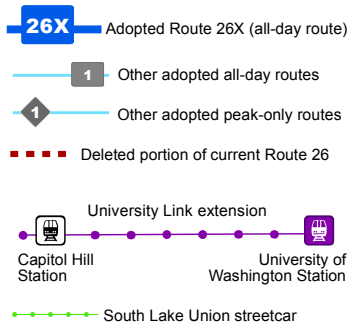 26X Adopted Route 26X (all-day route)
1 Other adopted all-day routes
1 Other adopted peak-only routes
Deleted portion of current Route 26
University Link extension
Capitol Hill
Station
University of
Washington Station
South Lake Union streetcar